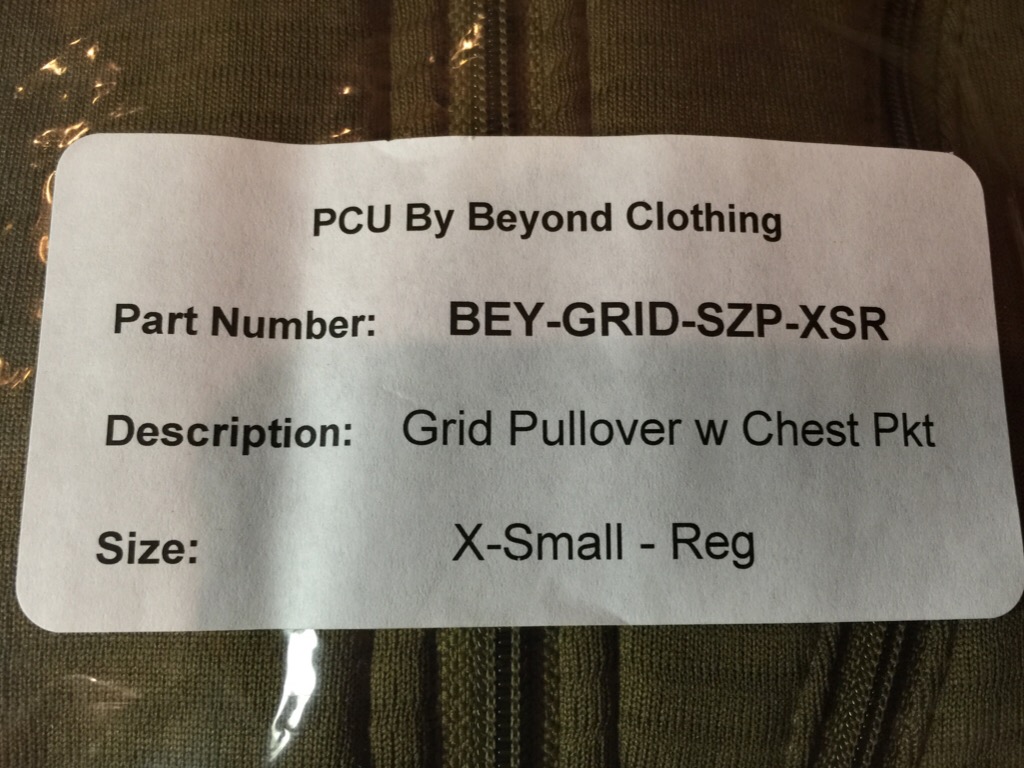 PCU By Beyond Clothing
Part Number: BEY-GRID-SZP-XSR
Description: Grid Pullover w Chest Pkt
Size: X-Small - Reg